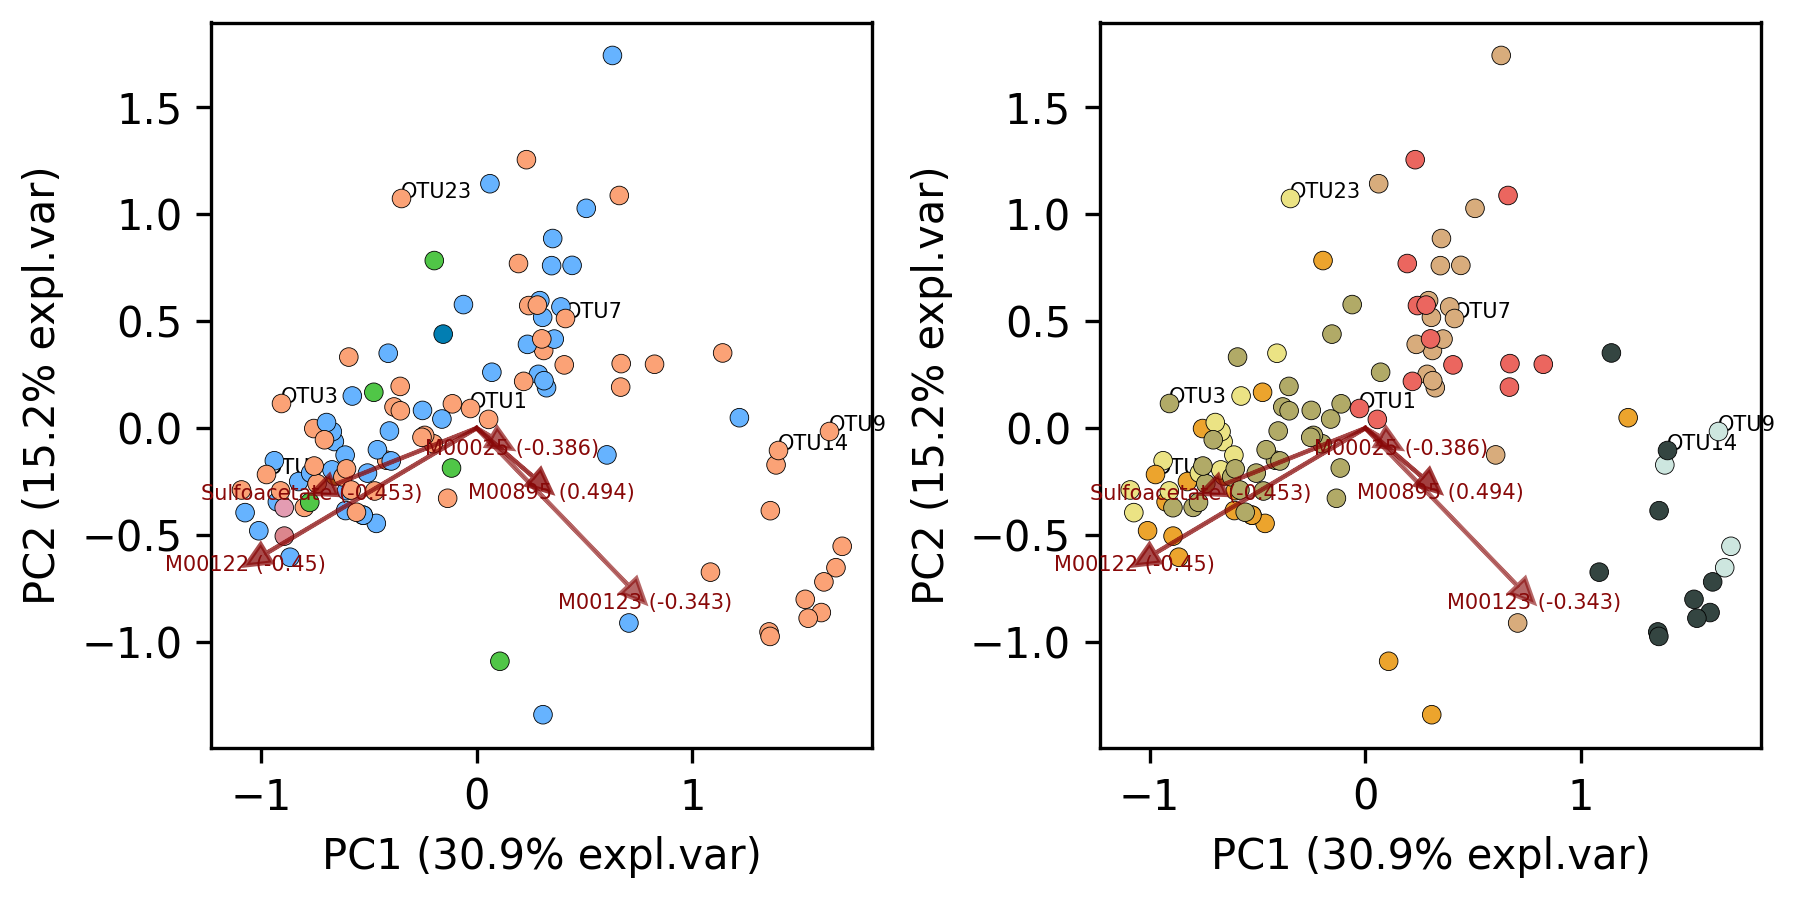 PC2 (15.2% expl.var)
1.5
1.0
0.5
0.0
−0.5
−1.0
OTU23
OTU7
OTU3
OTU1
OTU9
OTU14
M00025 (-0.386)
Sulfoacetate (-0.453)
M00895 (0.494)
M00122 (-0.45)
M00123 (-0.343)
−1
0
1
PC1 (30.9% expl.var)
PC2 (15.2% expl.var)
1.5
1.0
0.5
0.0
−0.5
−1.0
OTU23
OTU7
OTU3
OTU1
OTU9
OTU14
M00025 (-0.386)
Sulfoacetate (-0.453)
M00895 (0.494)
M00122 (-0.45)
M00123 (-0.343)
−1
0
1
PC1 (30.9% expl.var)